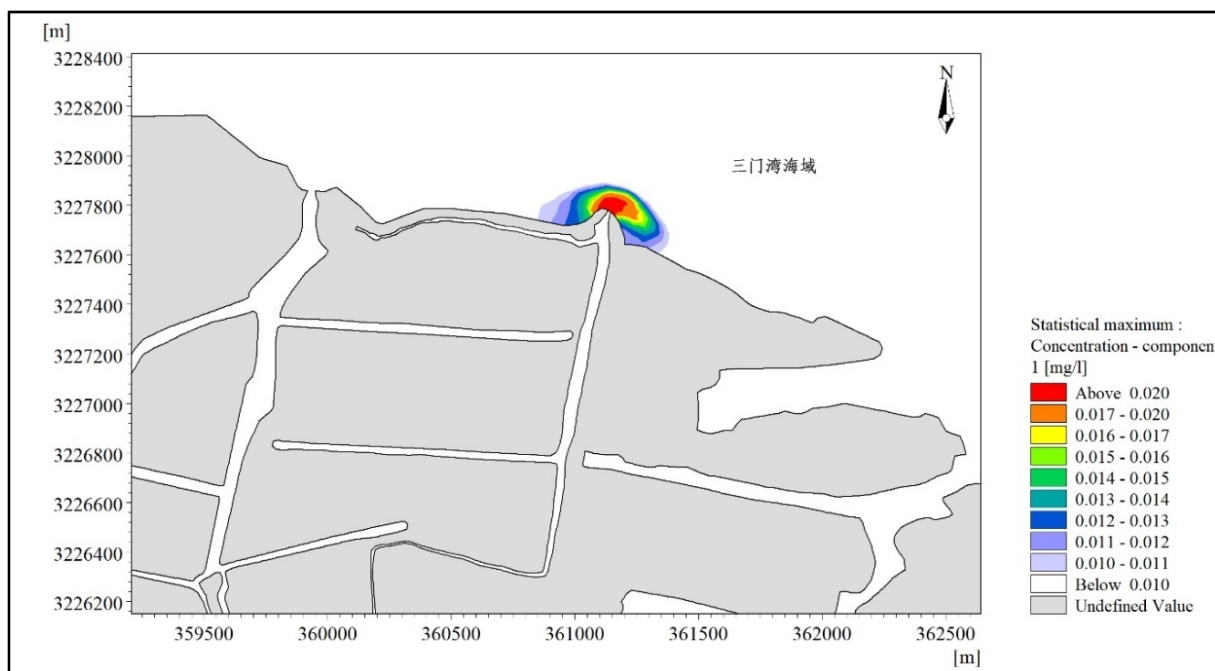 [m]
3228400
3228200
3228000
3227800
3227600
3227400
3227200
3227000
3226800
3226600
3226400
3226200
N
三门湾海域
359500
360000
360500
361000
361500
362000
362500
[m]
Statistical maximum :
Concentration - component
1 [mg/l]
Above 0.020
0.017 - 0.020
0.016 - 0.017
0.015 - 0.016
0.014 - 0.015
0.013 - 0.014
0.012 - 0.013
0.011 - 0.012
0.010 - 0.011
Below 0.010
Undefined Value